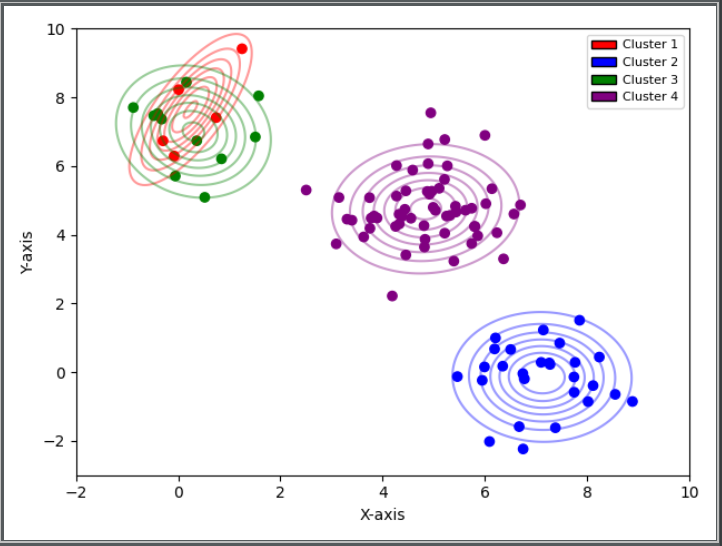 Cluster 1
Cluster 2
Cluster 3
Cluster 4
10
8
6
4
2
0
−2
Y-axis
−2 0 2 4 6 8 10
X-axis